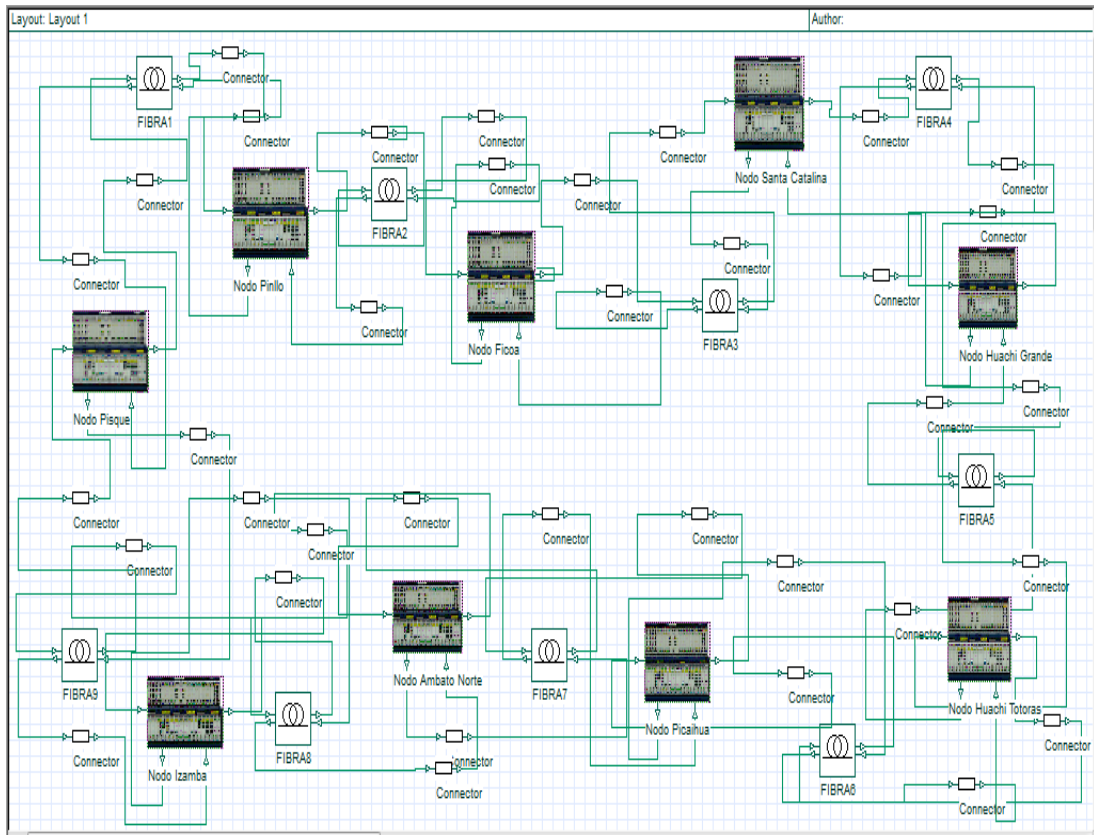 Layout: Layout 1
Author:
Connector
FIBRA1
Connector
Connector
Connector
Connector
FIBRA4
Connector
Connector
Connector
Nodo Santa Catalina
Connector
Connector
Connector
FIBRA2
Connector
Connector
Nodo Pinllo
Connector
Connector
Connector
Connector
Connector
FIBRA3
Nodo Ficoa
Nodo Huachi Grande
Nodo Pisque
Connector
Connector
Connector
FIBRA5
Connector
Connector
Connector
Connector
Connector
Connector
Connector
Connector
Connector
Connector
Connector
FIBRA9
Nodo Ambato Norte
FIBRA7
Connector
Nodo Huachi Totoras
Nodo Picaihua
Connector
FIBRA8
Connector
onnector
Nodo Izamba
FIBRA6
Connector
Connector